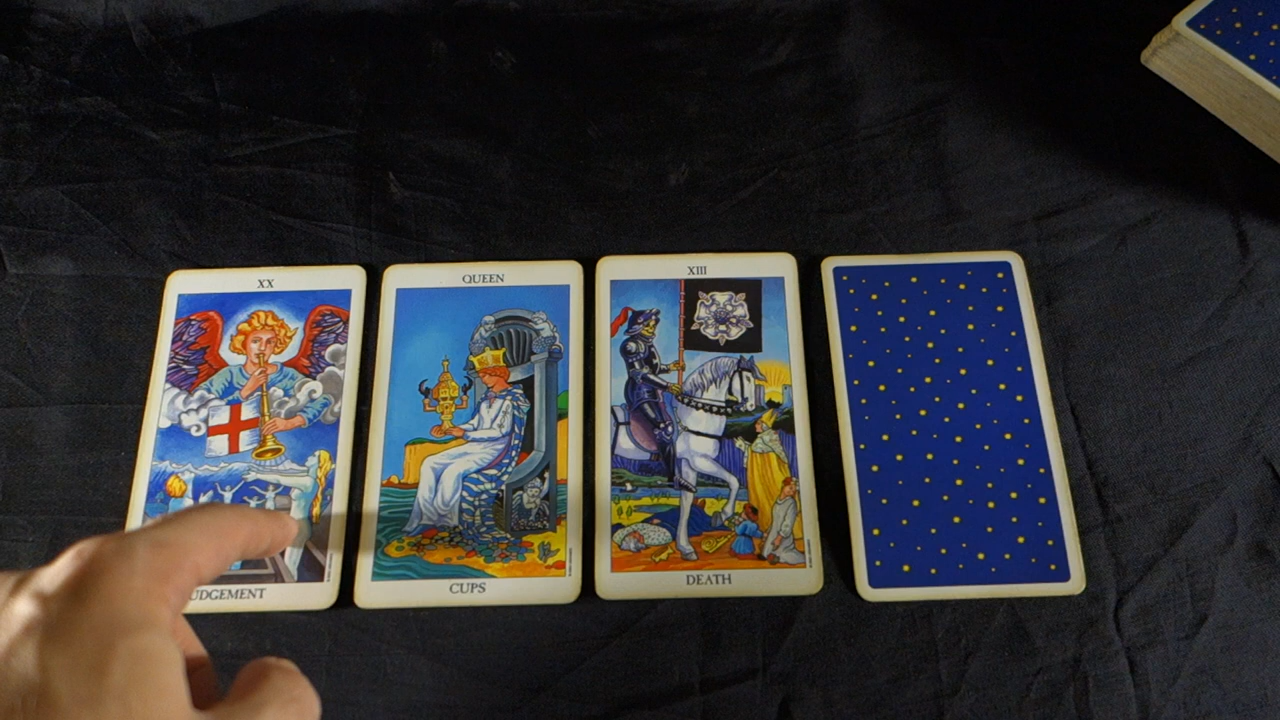 XX
UDGEMENT
QUEEN
CUPS
XIII
DEATH